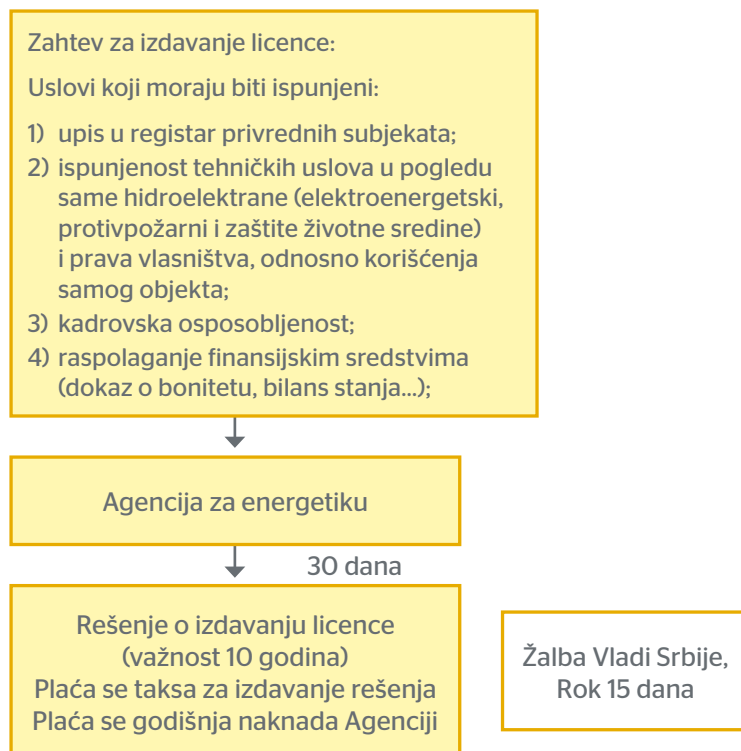 Zahtev za izdavanje licence:
Uslovi koji moraju biti ispunjeni:
1) upis u registar privrednih subjekata;
2) ispunjenost tehničkih uslova u pogledu
same hidroelektrane (elektroenergetski,
protivpožarni i zaštite životne sredine)
i prava vlasništva, odnosno korišćenja
samog objekta;
3) kadrovska osposobljenost;
4) raspolaganje finansijskim sredstvima
(dokaz o bonitetu, bilans stanja...);
Agencija za energetiku
30 dana
Rešenje o izdavanju licence
(važnost 10 godina)
Plaća se taksa za izdavanje rešenja
Plaća se godišnja naknada Agenciji
Žalba Vladi Srbije,
Rok 15 dana